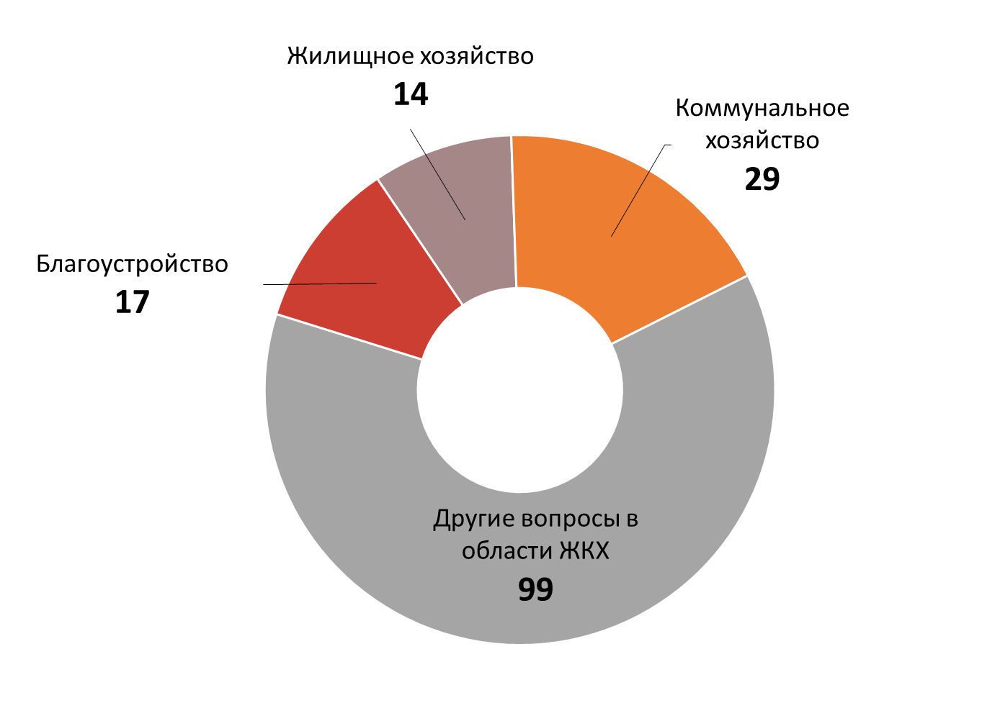 Жилищное хозяйство
14
Коммунальное
хозяйство
29
Благоустройство
17
Другие вопросы в
области ЖКХ
99